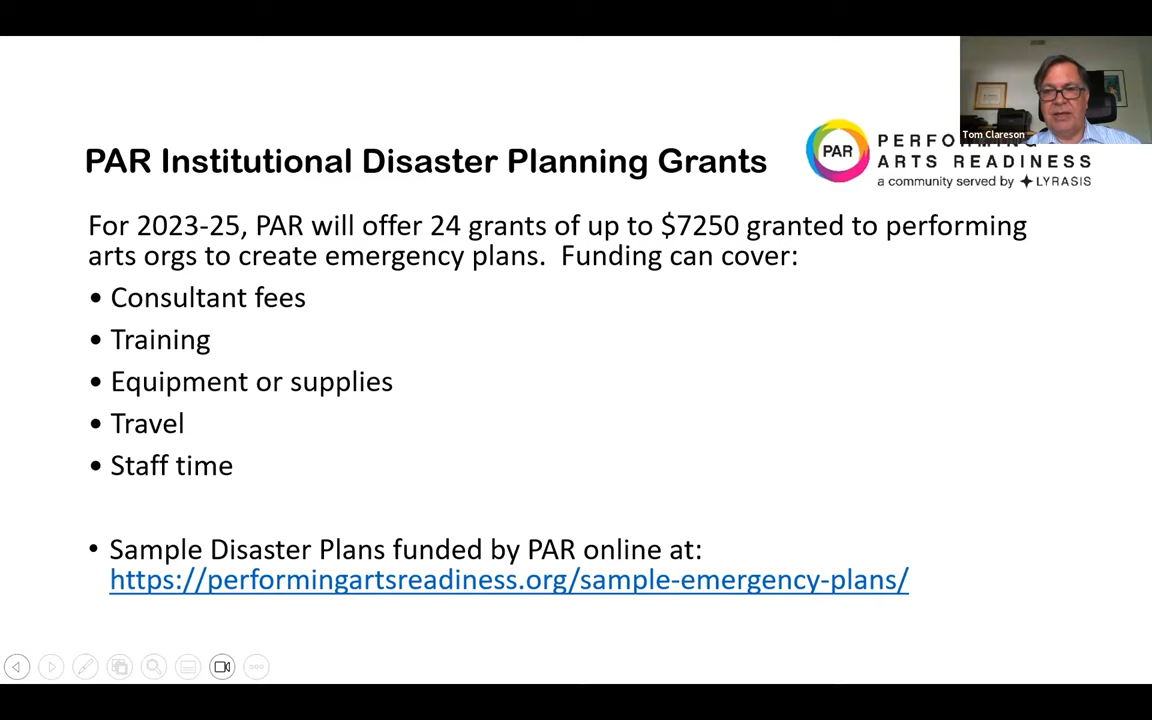 Tom Clareson
PAR Institutional Disaster Planning Grants
PAR
PERFORMING
ARTS READINESS
a community served by LYRASIS
For 2023-25, PAR will offer 24 grants of up to $7250 granted to performing
arts orgs to create emergency plans.  Funding can cover:
• Consultant fees
• Training
• Equipment or supplies
• Travel
• Staff time
• Sample Disaster Plans funded by PAR online at:
https://performingartsreadiness.org/sample-emergency-plans/